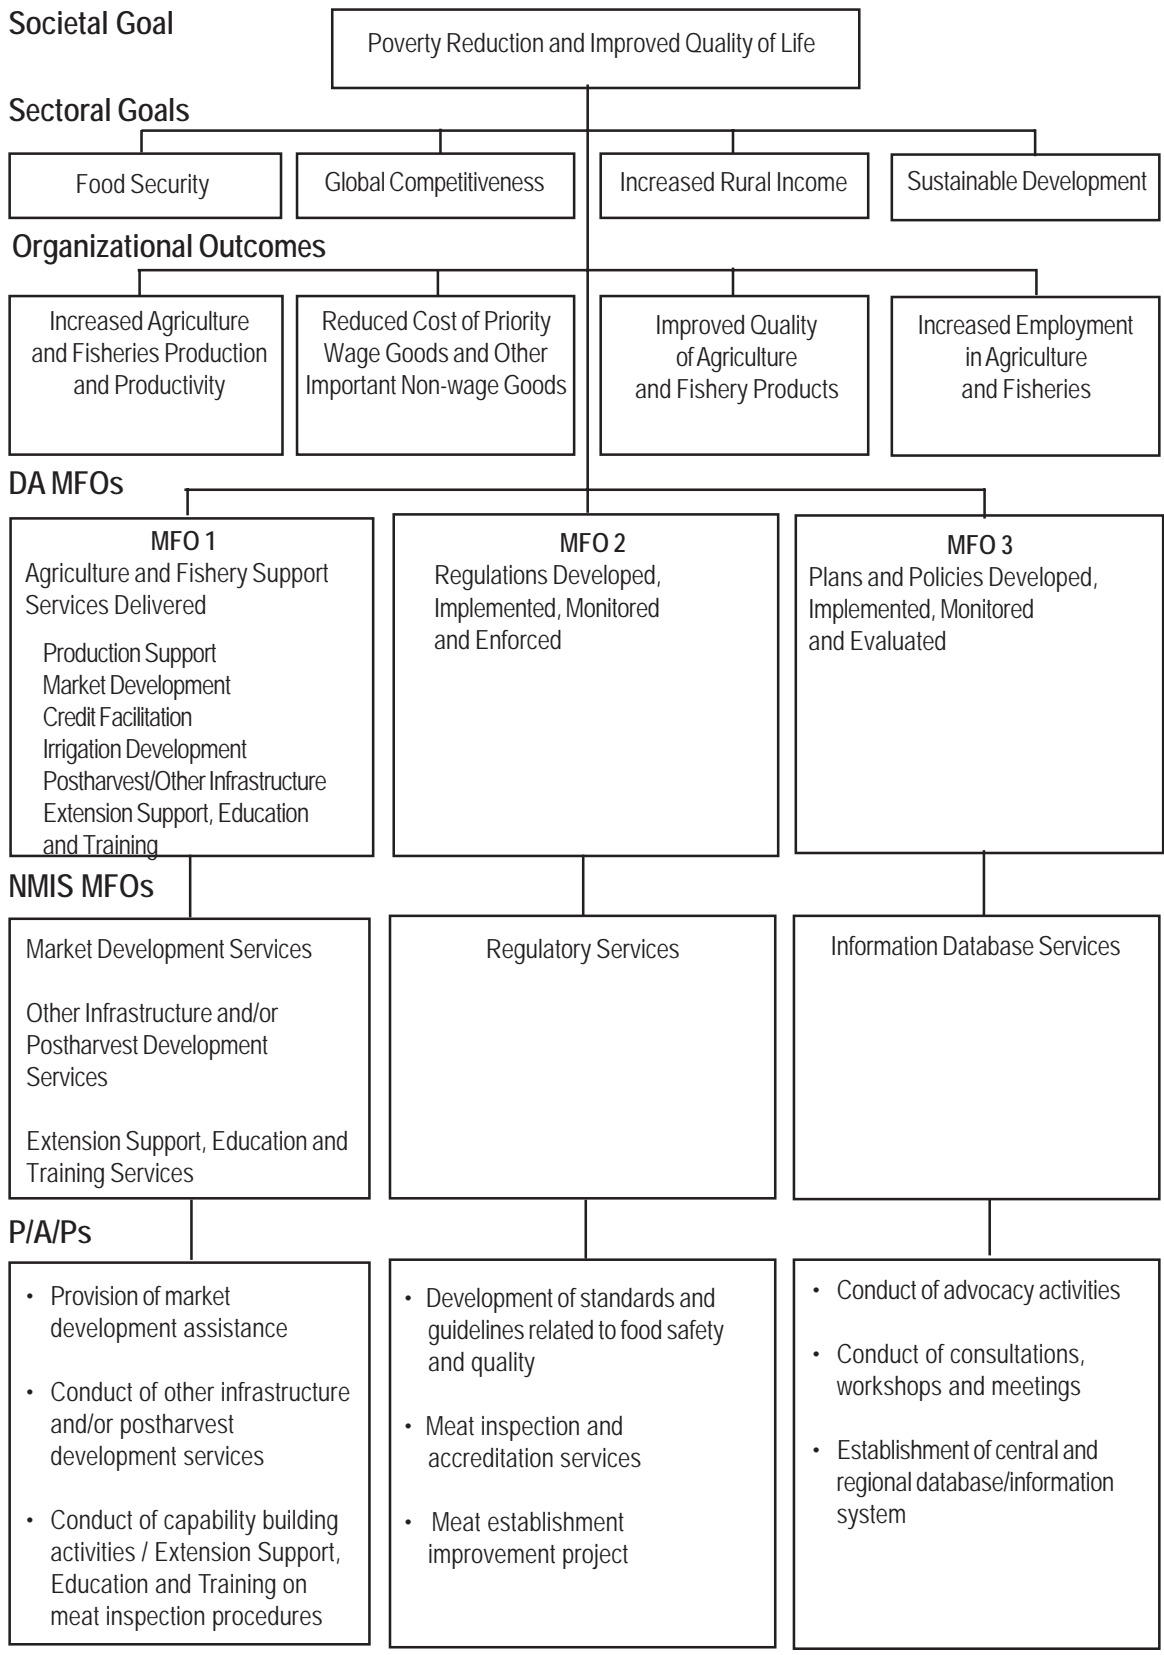 Societal Goal
Poverty Reduction and Improved Quality of Life
Sectoral Goals
Food Security
Global Competitiveness
Increased Rural Income
Sustainable Development
Organizational Outcomes
Increased Agriculture
and Fisheries Production
and Productivity
Reduced Cost of Priority
Wage Goods and Other
Important Non-wage Goods
Improved Quality
of Agriculture
and Fishery Products
Increased Employment
in Agriculture
and Fisheries
DA MFOs
MFO 1
Agriculture and Fishery Support
Services Delivered
Production Support
Market Development
Credit Facilitation
Irrigation Development
Postharvest/Other Infrastructure
Extension Support, Education
and Training
MFO 2
Regulations Developed,
Implemented, Monitored
and Enforced
MFO 3
Plans and Policies Developed,
Implemented, Monitored
and Evaluated
NMIS MFOs
Market Development Services
Other Infrastructure and/or
Postharvest Development
Services
Extension Support, Education and
Training Services
Regulatory Services
Information Database Services
P/A/Ps
• Provision of market
development assistance
• Conduct of other infrastructure
and/or postharvest
development services
• Conduct of capability building
activities / Extension Support,
Education and Training on
meat inspection procedures
• Development of standards and
guidelines related to food safety
and quality
• Meat inspection and
accreditation services
• Meat establishment
improvement project
• Conduct of advocacy activities
• Conduct of consultations,
workshops and meetings
• Establishment of central and
regional database/information
system